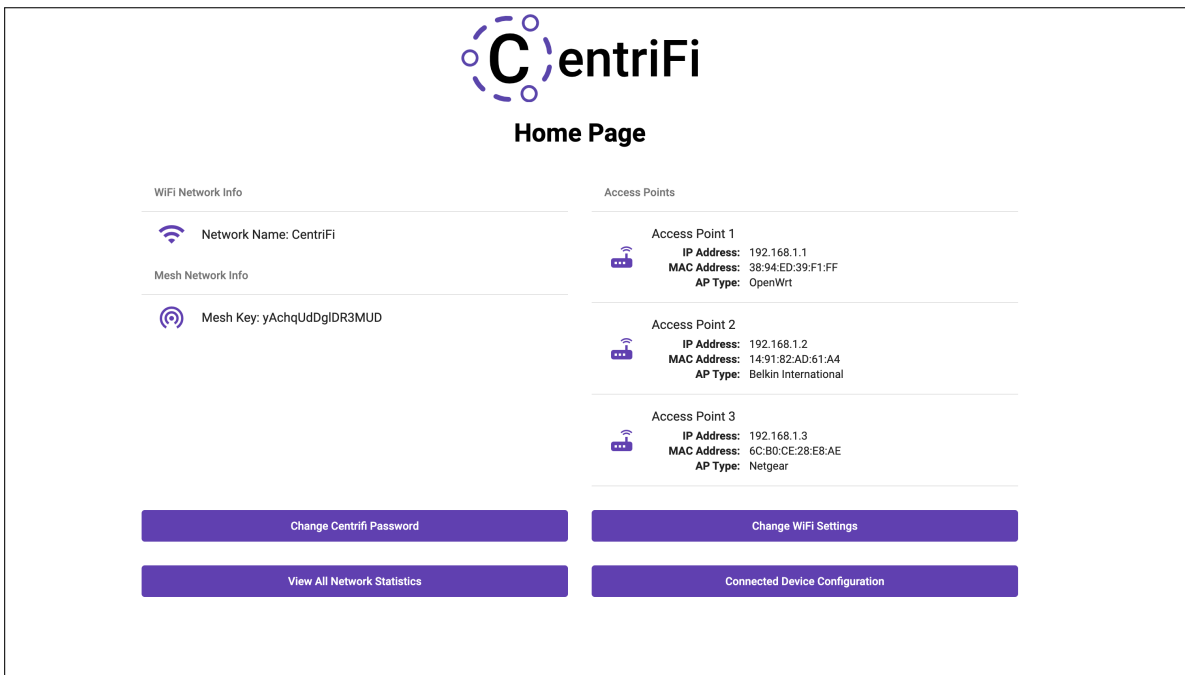 CentriFi
Home Page
WiFi Network Info
Network Name: CentriFi
Mesh Network Info
Mesh Key: yAchqUdDglDR3MUD
Access Points
Access Point 1
IP Address: 192.168.1.1
MAC Address: 38:94:ED:39:F1:FF
AP Type: OpenWrt
Access Point 2
IP Address: 192.168.1.2
MAC Address: 14:91:82:AD:61:A4
AP Type: Belkin International
Access Point 3
IP Address: 192.168.1.3
MAC Address: 6C:B0:CE:28:E8:AE
AP Type: Netgear
Change Centrifi Password
Change WiFi Settings
View All Network Statistics
Connected Device Configuration